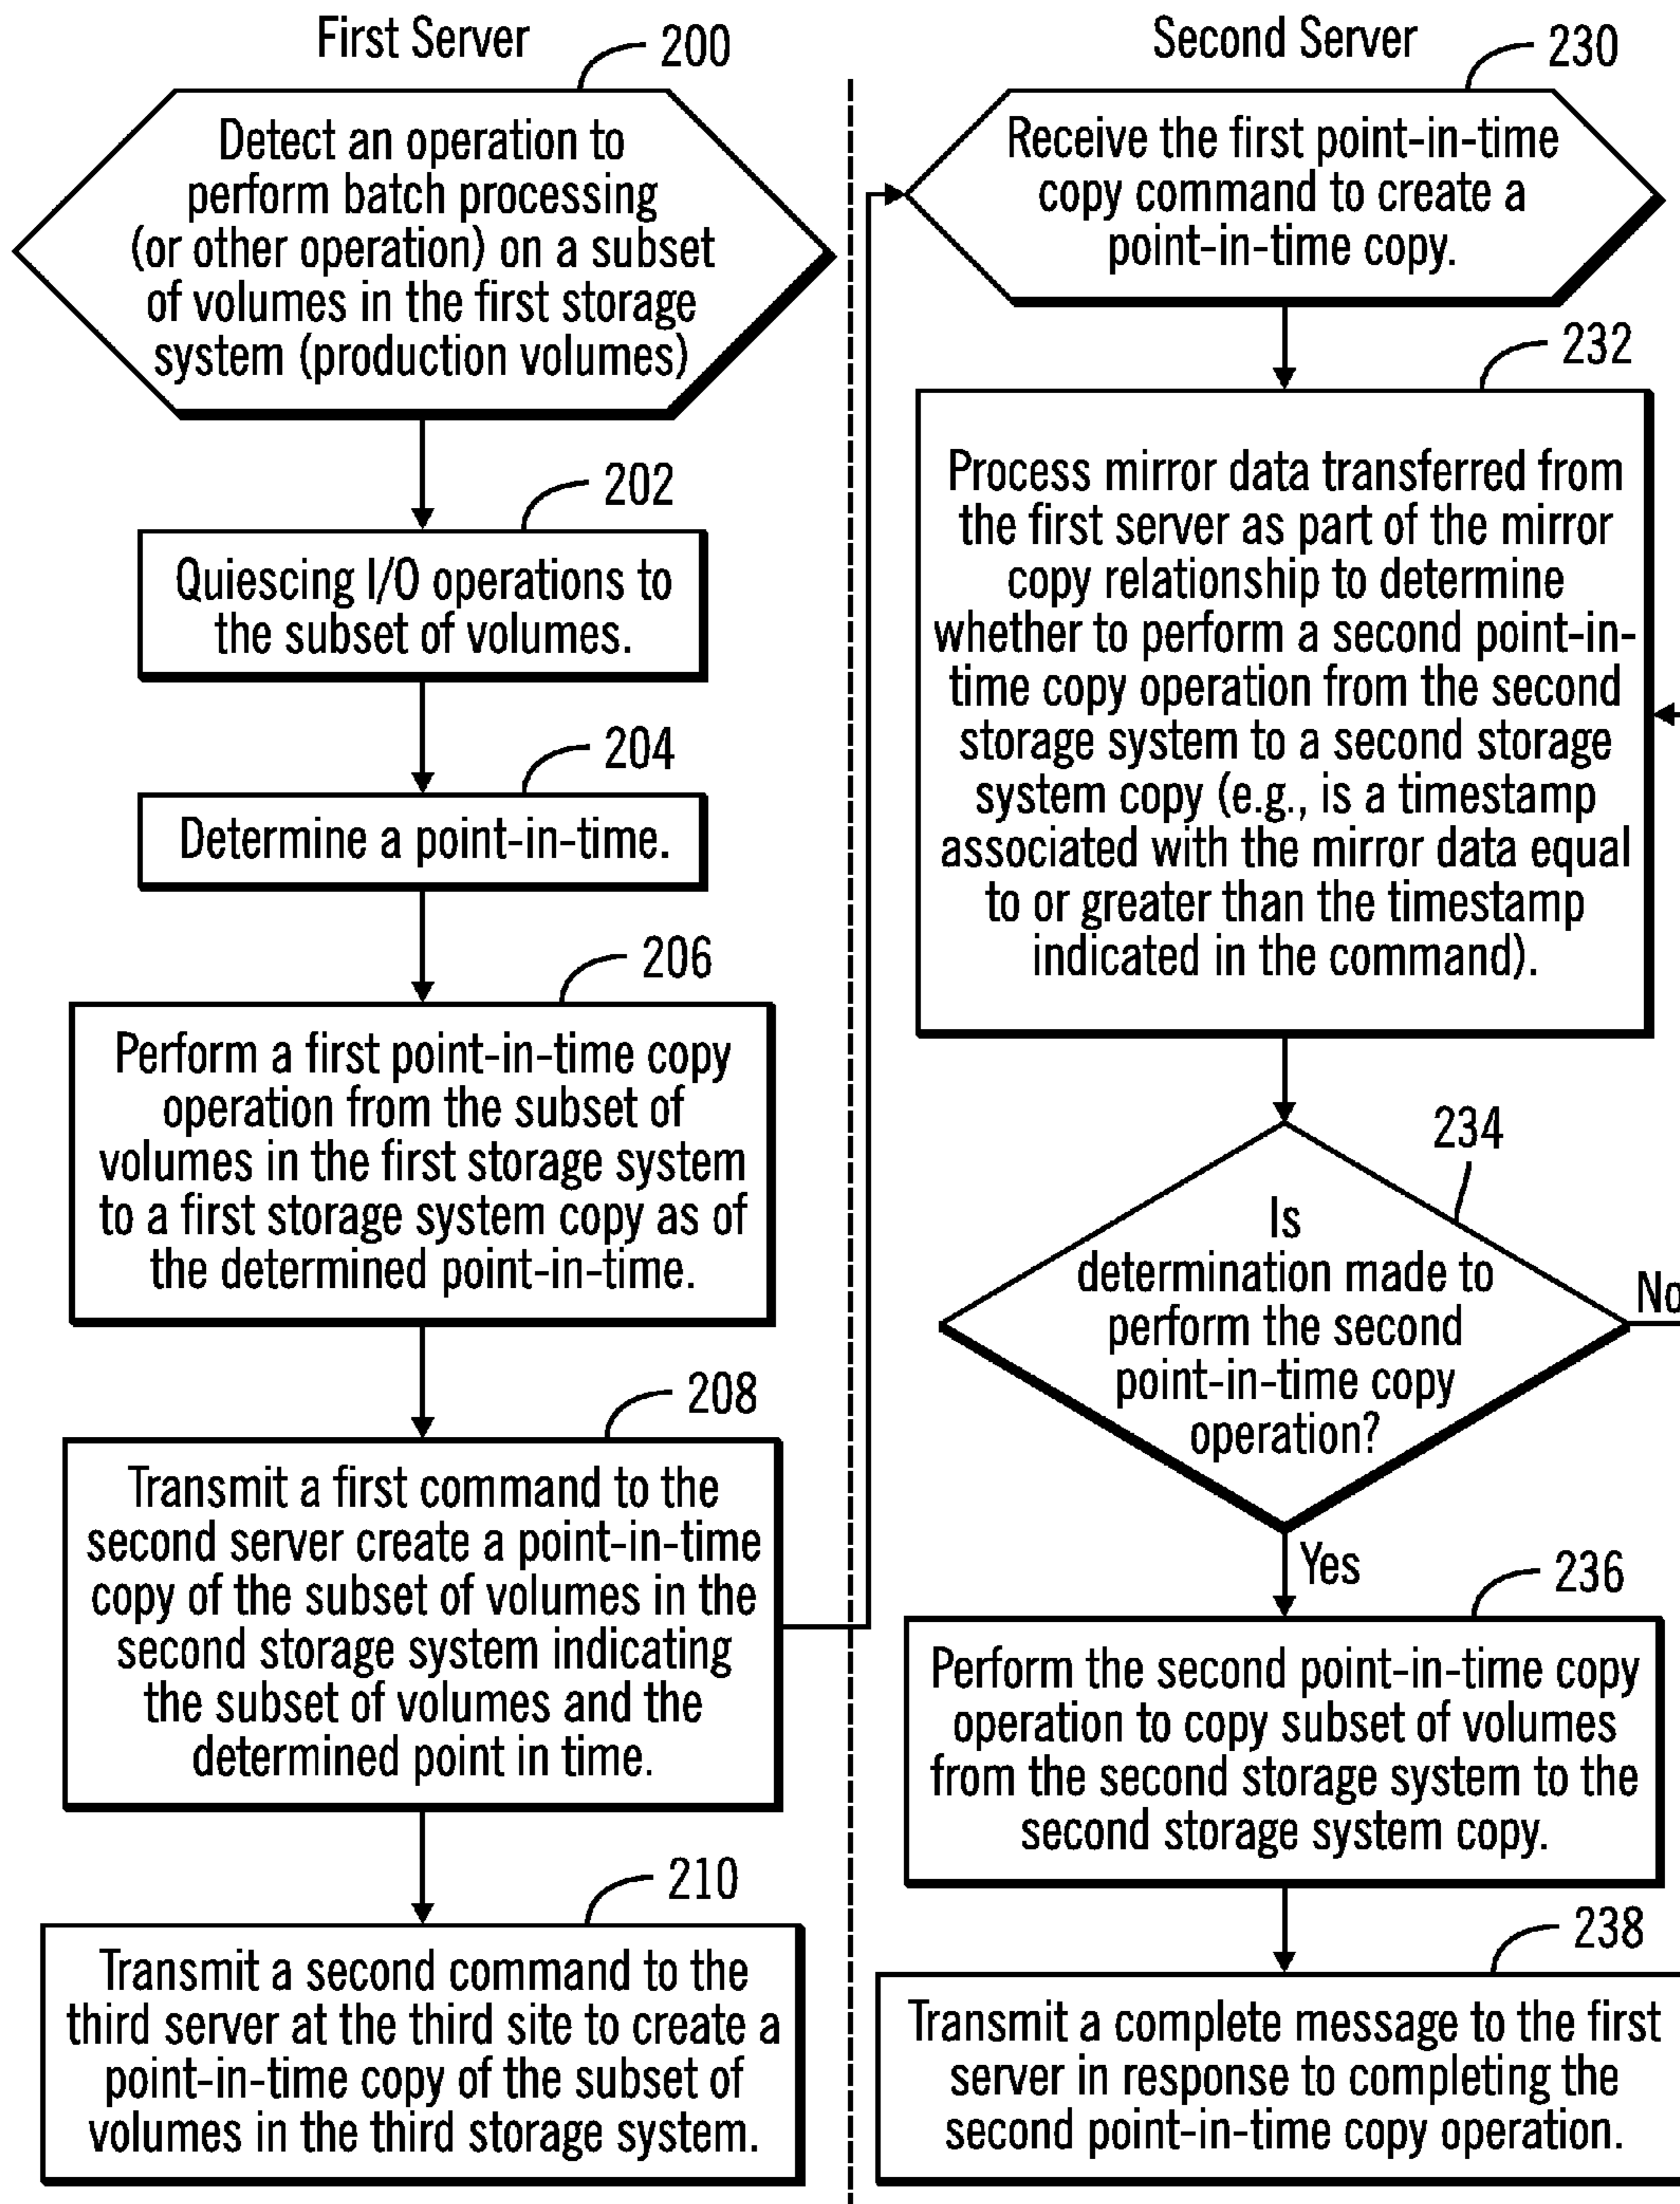 First Server
200
Detect an operation to
perform batch processing
(or other operation) on a subset
of volumes in the first storage
system (production volumes)
202
Quiescing I/O operations to
the subset of volumes.
204
Determine a point-in-time.
206
Perform a first point-in-time copy
operation from the subset of
volumes in the first storage system
to a first storage system copy as of
the determined point-in-time.
208
Transmit a first command to the
second server create a point-in-time
copy of the subset of volumes in the
second storage system indicating
the subset of volumes and the
determined point in time.
210
Transmit a second command to the
third server at the third site to create a
point-in-time copy of the subset of
volumes in the third storage system.
Second Server
230
Receive the first point-in-time
copy command to create a
point-in-time copy.
232
Process mirror data transferred from
the first server as part of the mirror
copy relationship to determine
whether to perform a second point-in-
time copy operation from the second
storage system to a second storage
system copy (e.g., is a timestamp
associated with the mirror data equal
to or greater than the timestamp
indicated in the command).
234
Is
determination made to
perform the second
point-in-time copy
operation?
No
Yes
236
Perform the second point-in-time copy
operation to copy subset of volumes
from the second storage system to the
second storage system copy.
238
Transmit a complete message to the first
server in response to completing the
second point-in-time copy operation.